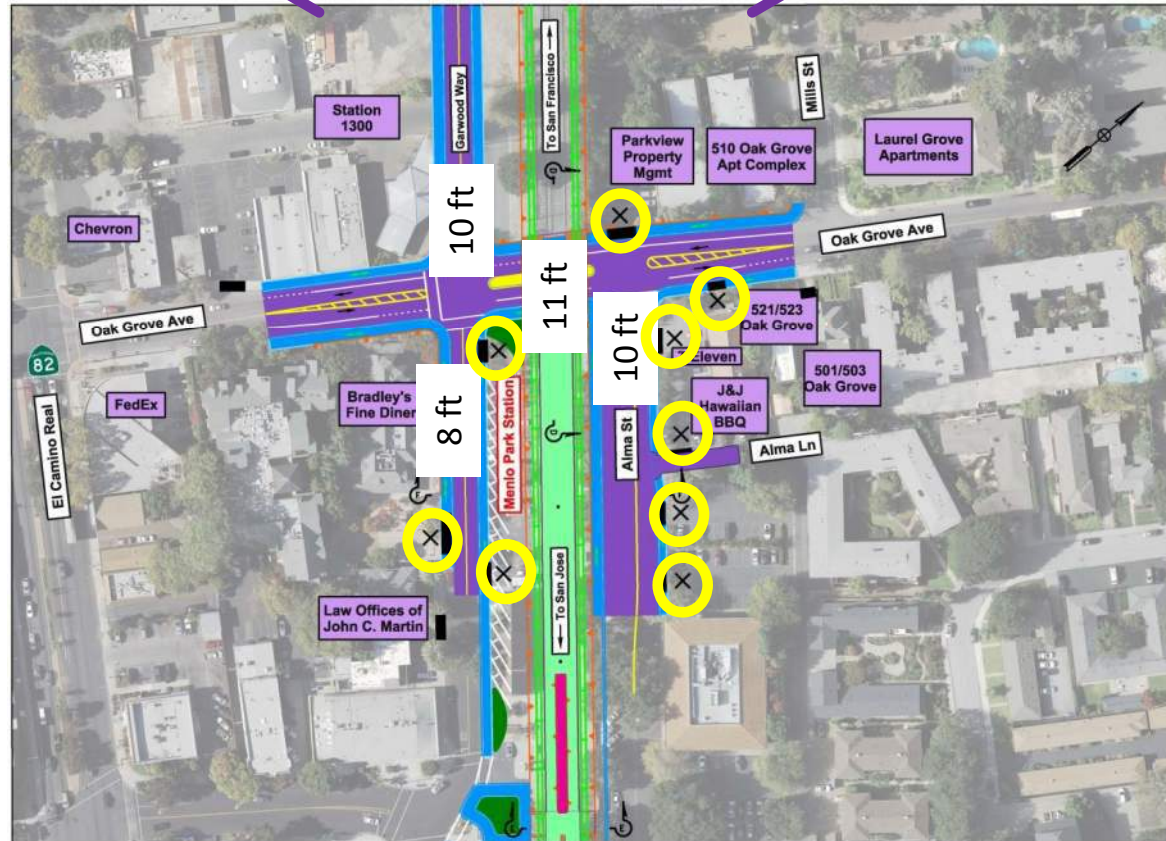 Garwood Way
To San Francisco
Mills St
Station
1300
Parkview
Property
Mgmt
510 Oak Grove
Apt Complex
Laurel Grove
Apartments
D
Chevron
10 ft
11 ft
Oak Grove Ave
Oak Grove Ave
82
521/523
Oak Grove
10 ft
7-Eleven
501/503
Oak Grove
FedEx
Bradley's
Fine Diner
8 ft
Menlo Park Station
J&J
Hawaiian
BBQ
Alma St
Alma Ln
El Camino Real
D
E
To San Jose
Law Offices of
John C. Martin
E
E